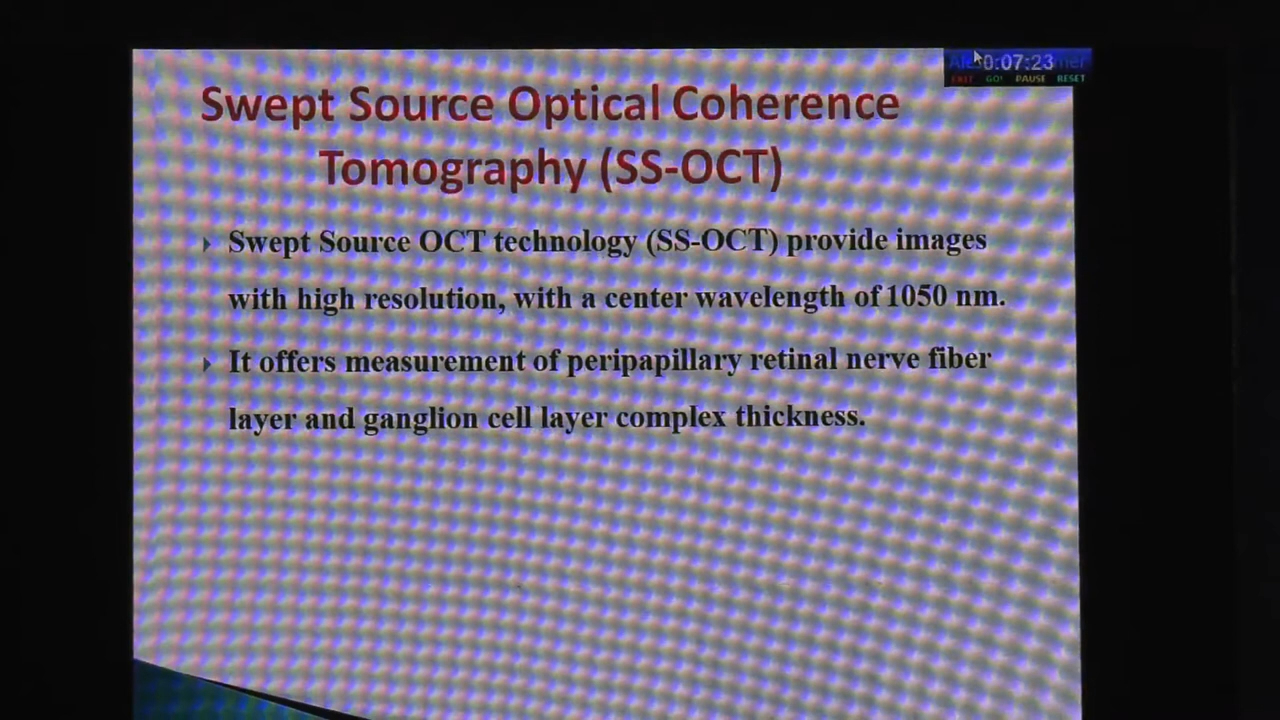 0:07:23
EXIT GO! PAUSE RESET
Swept Source Optical Coherence
Tomography (SS-OCT)
Swept Source OCT technology (SS-OCT) provide images
with high resolution, with a center wavelength of 1050 nm.
It offers measurement of peripapillary retinal nerve fiber
layer and ganglion cell layer complex thickness.